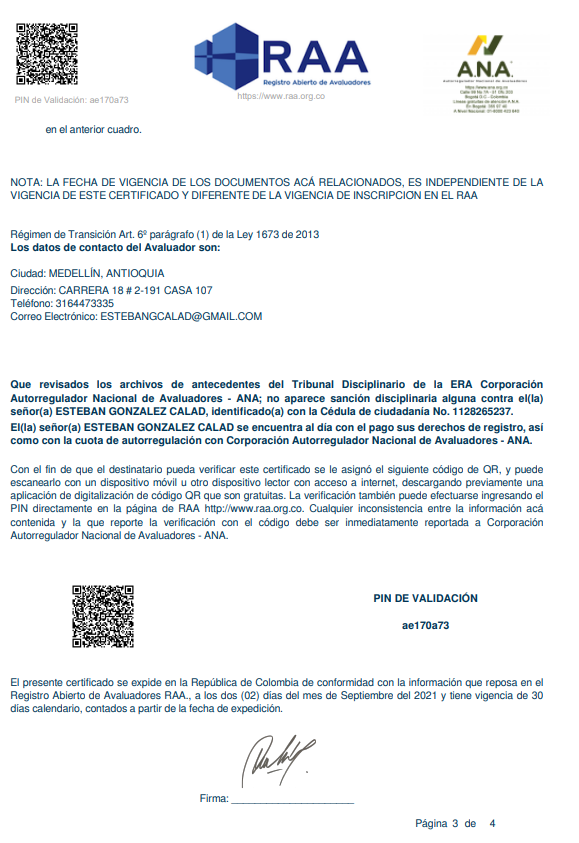 RAA
Registro Abierto de Avaluadores
https://www.raa.org.co
A.N.A.
Autorregulador Nacional de Avaluadores
PIN de Validación: ae170a73
en el anterior cuadro.
NOTA: LA FECHA DE VIGENCIA DE LOS DOCUMENTOS ACÁ RELACIONADOS, ES INDEPENDIENTE DE LA
VIGENCIA DE ESTE CERTIFICADO Y DIFERENTE DE LA VIGENCIA DE INSCRIPCIÓN EN EL RAA
Régimen de Transición Art. 6º parágrafo (1) de la Ley 1673 de 2013
Los datos de contacto del Avaluador son:
Ciudad: MEDELLÍN, ANTIOQUIA
Dirección: CARRERA 18 # 2-191 CASA 107
Teléfono: 3164473335
Correo Electrónico: ESTEBANGCALAD@GMAIL.COM
Que revisados los archivos de antecedentes del Tribunal Disciplinario de la ERA Corporación
Autorregulador Nacional de Avaluadores - ANA; no aparece sanción disciplinaria alguna contra el(la)
señor(a) ESTEBAN GONZALEZ CALAD, identificado(a) con la Cédula de ciudadanía No. 1128265237.
El(la) señor(a) ESTEBAN GONZALEZ CALAD se encuentra al día con el pago sus derechos de registro, así
como con la cuota de autorregulación con Corporación Autorregulador Nacional de Avaluadores - ANA.
Con el fin de que el destinatario pueda verificar este certificado se le asignó el siguiente código de QR, y puede
escanearlo con un dispositivo móvil u otro dispositivo lector con acceso a internet, descargando previamente una
aplicación de digitalización de código QR que son gratuitas. La verificación también puede efectuarse ingresando el
PIN directamente en la página de RAA http://www.raa.org.co. Cualquier inconsistencia entre la información acá
contenida y la que reporte la verificación con el código debe ser inmediatamente reportada a Corporación
Autorregulador Nacional de Avaluadores - ANA.
PIN DE VALIDACIÓN
ae170a73
El presente certificado se expide en la República de Colombia de conformidad con la información que reposa en el
Registro Abierto de Avaluadores RAA., a los dos (02) días del mes de Septiembre del 2021 y tiene vigencia de 30
días calendario, contados a partir de la fecha de expedición.
Firma: ______________________
Página 3 de 4